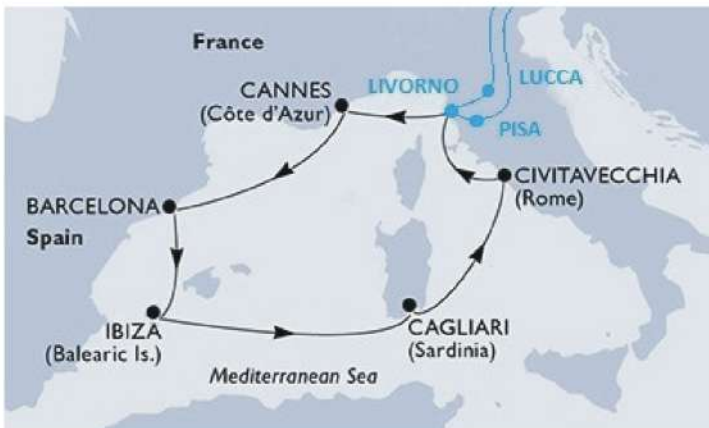 France
CANNES
(Côte d'Azur)
LIVORNO
LUCCA
PISA
CIVITAVECCHIA
(Rome)
BARCELONA
Spain
IBIZA
(Balearic Is.)
CAGLIARI
(Sardinia)
Mediterranean Sea